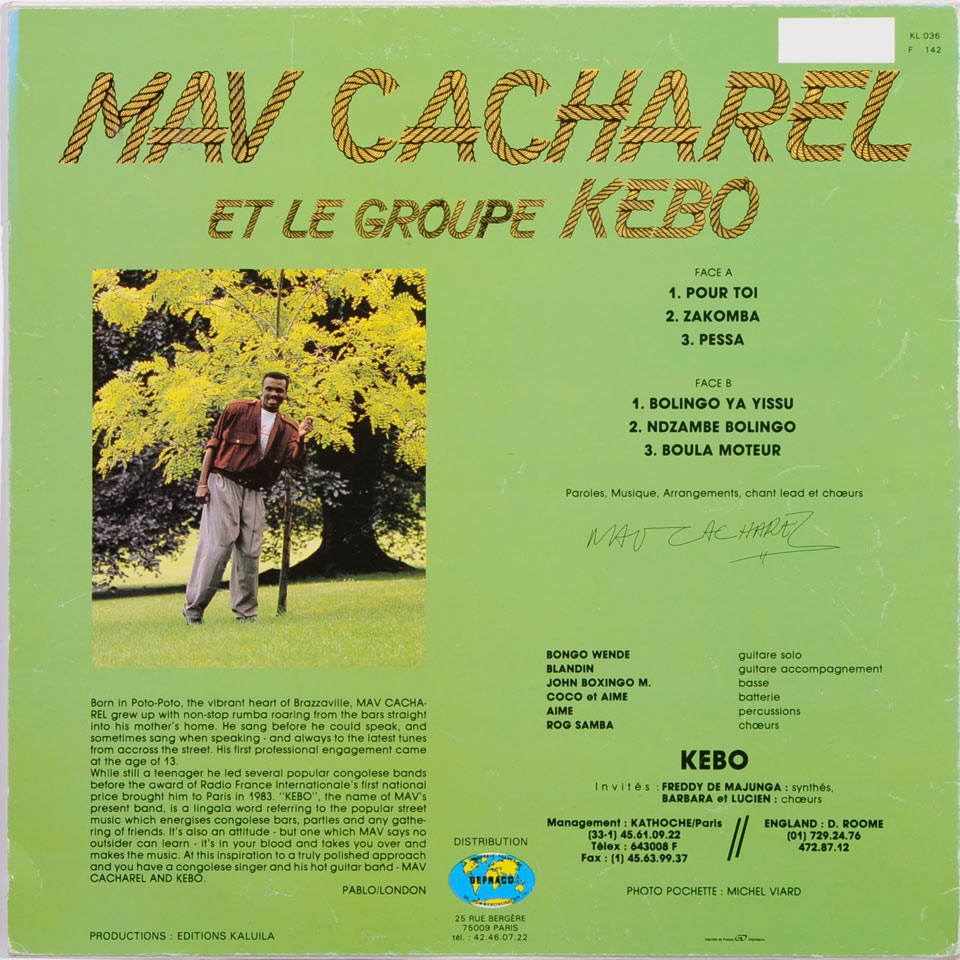 KL 036
F 142
MAV CACHAREL
ET LE GROUPE KEBO
FACE A
1. POUR TOI
2. ZAKOMBA
3. PESSA
FACE B
1. BOLINGO YA YISSU
2. NDZAMBE BOLINGO
3. BOULA MOTEUR
Paroles, Musique, Arrangements, chant lead et chœurs
MAV CACHAREL
BONGO WENDE guitare solo
BLANDIN guitare accompagnement
JOHN BOXINGO M. basse
COCO et AIME batterie
AIME percussions
ROG SAMBA chœurs
KEBO
Invités : FREDDY DE MAJUNGA : synthés,
BARBARA et LUCIEN : chœurs
Management : KATHOCHE/Paris
(33-1) 45.61.09.22
Télex : 643008 F
Fax : (1) 45.63.99.37
//
ENGLAND : D. ROOME
(01) 729.24.76
472.87.12
PHOTO POCHETTE : MICHEL VIARD
Born in Poto-Poto, the vibrant heart of Brazzaville, MAV CACHA-
REL grew up with non-stop rumba roaring from the bars straight
into his mother's home. He sang before he could speak, and
sometimes sang when speaking - and always to the latest tunes
from accross the street. His first professional engagement came
at the age of 13.
While still a teenager he led several popular congolese bands
before the award of Radio France Internationale's first national
price brought him to Paris in 1983. "KEBO", the name of MAV's
present band, is a lingala word referring to the popular street
music which energises congolese bars, parties and any gathe-
ring of friends. It's also an attitude - but one which MAV says no
outsider can learn - it's in your blood and takes you over and
makes the music. At this inspiration to a truly polished approach
and you have a congolese singer and his hot guitar band - MAV
CACHAREL AND KEBO.
PABLO/LONDON
DISTRIBUTION
DEFRACO
25 RUE BERGÈRE
75009 PARIS
tél. : 42.46.07.22
PRODUCTIONS : EDITIONS KALUILA